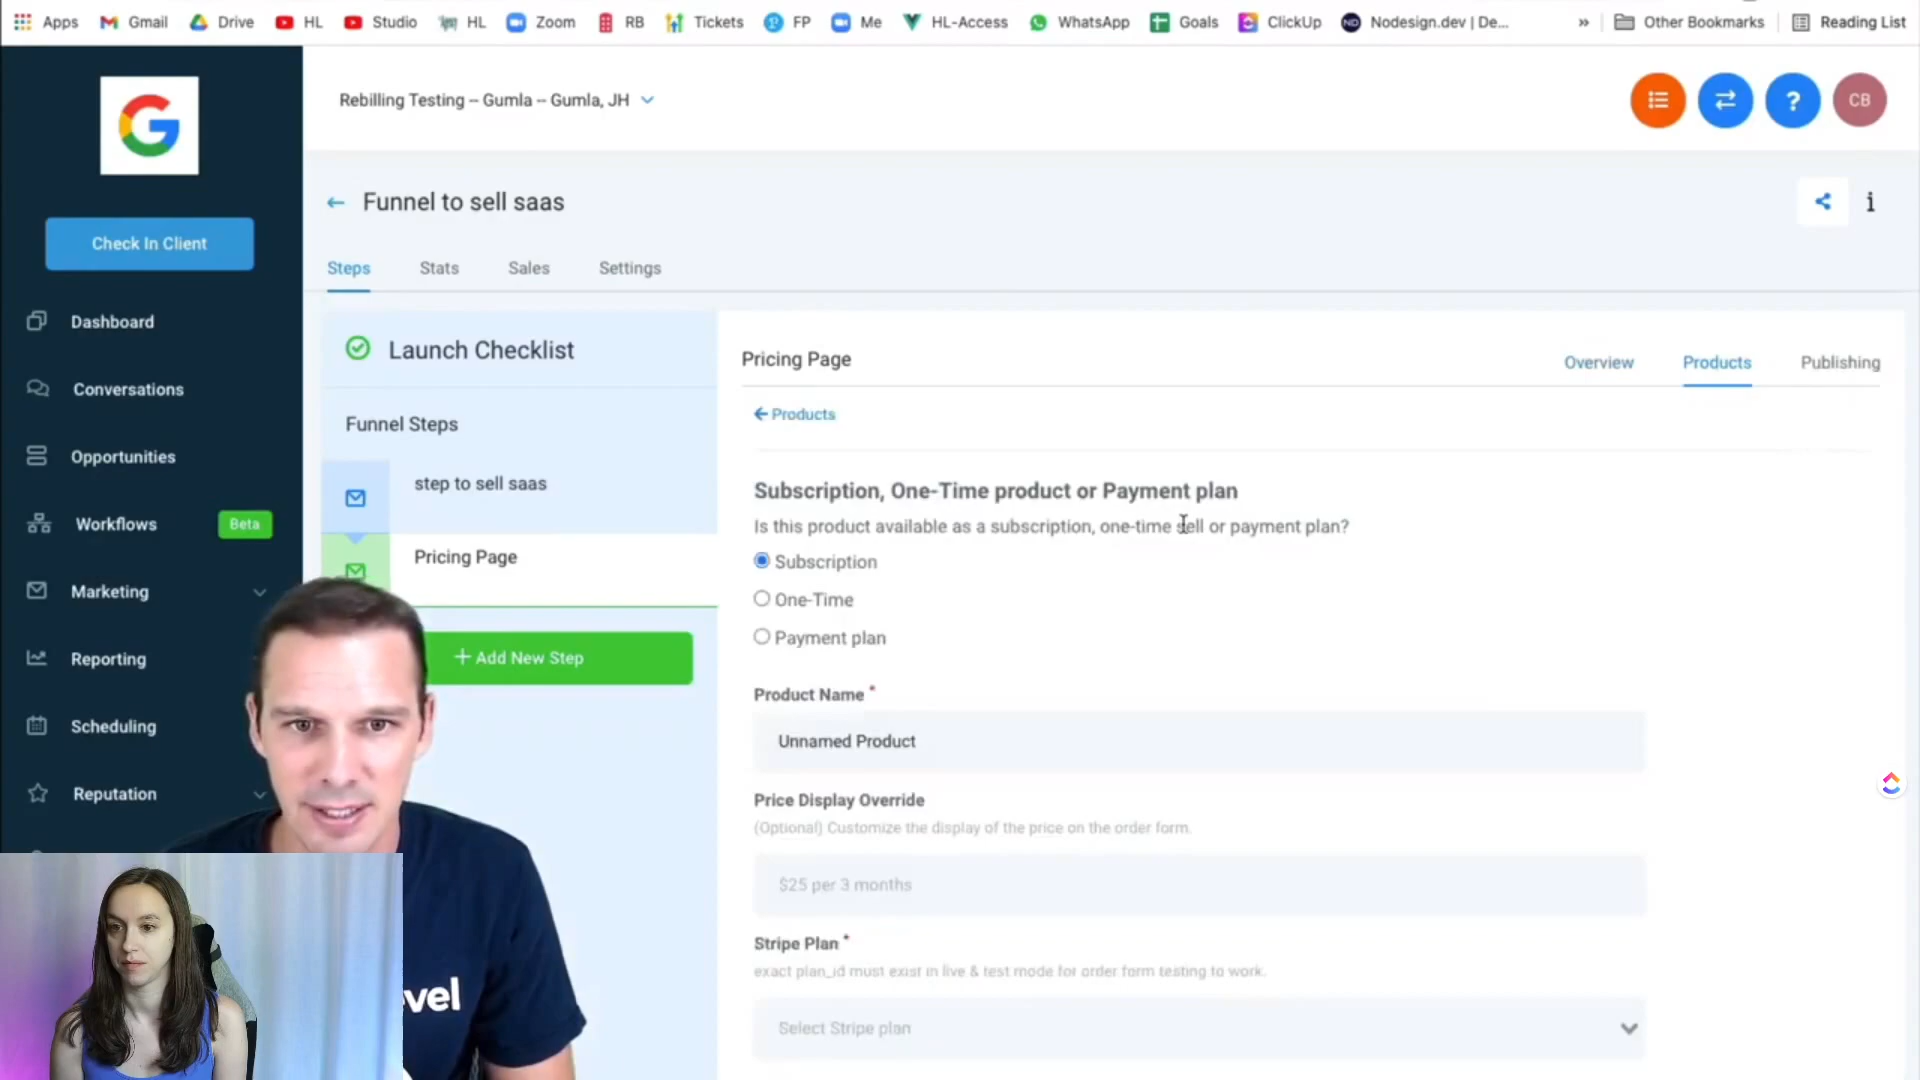 Apps Gmail Drive HL Studio HL Zoom RB Tickets FP Me HL-Access WhatsApp Goals ClickUp Nodesign.dev | De... » Other Bookmarks Reading List
Rebilling Testing – Gumla – Gumla, JH
CB
Check In Client
Funnel to sell saas
Steps Stats Sales Settings
Dashboard
Conversations
Opportunities
Workflows Beta
Marketing
Reporting
Scheduling
Reputation
Launch Checklist
Funnel Steps
step to sell saas
Pricing Page
+ Add New Step
Pricing Page
Overview Products Publishing
Products
Subscription, One-Time product or Payment plan
Is this product available as a subscription, one-time sell or payment plan?
Subscription
One-Time
Payment plan
Product Name *
Unnamed Product
Price Display Override
(Optional) Customize the display of the price on the order form.
$25 per 3 months
Stripe Plan *
exact plan_id must exist in live & test mode for order form testing to work.
Select Stripe plan